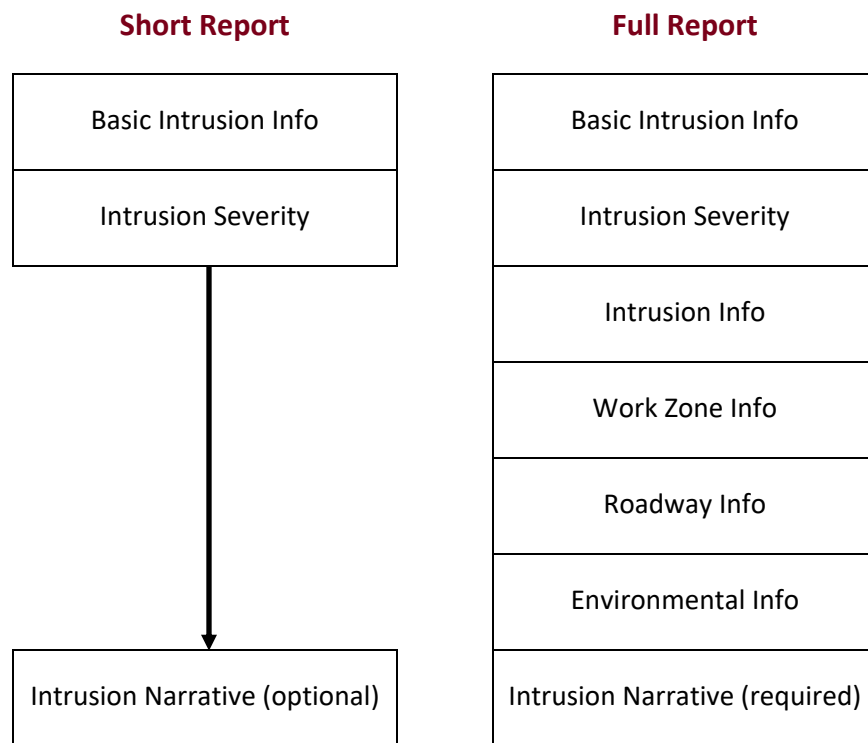 Short Report
Basic Intrusion Info
Intrusion Severity
Intrusion Narrative (optional)
Full Report
Basic Intrusion Info
Intrusion Severity
Intrusion Info
Work Zone Info
Roadway Info
Environmental Info
Intrusion Narrative (required)